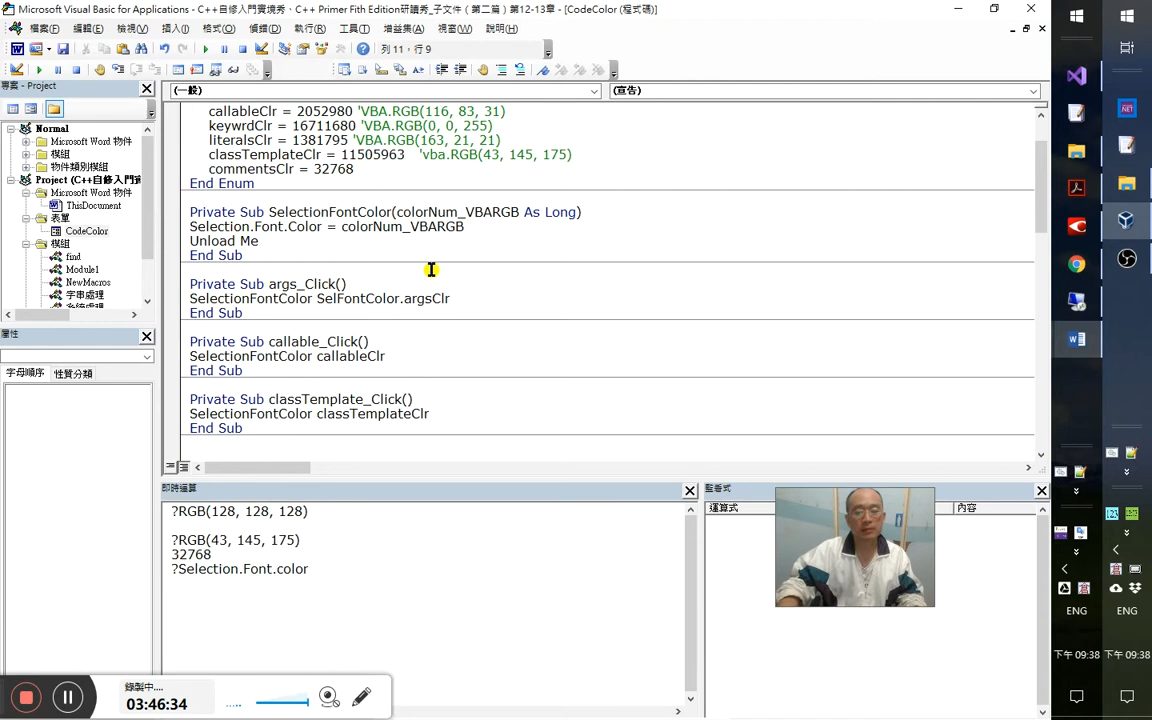 Microsoft Visual Basic for Applications - C++自修入門實境秀、C++ Primer Fith Edition研讀秀_子文件（第二篇）第12-13章 - [CodeColor (程式碼)]
檔案(F) 編輯(E) 檢視(V) 插入(I) 格式(O) 偵錯(D) 執行(R) 工具(T) 增益集(A) 視窗(W) 說明(H)
列 11，行 9
專案 - Project
Normal
Microsoft Word 物件
模組
物件類別模組
Project (C++自修入門實
Microsoft Word 物件
ThisDocument
表單
CodeColor
模組
find
Module1
NewMacros
字串處理
屬性
字母順序 性質分類
(一般) (宣告)
callableClr = 2052980 'VBA.RGB(116, 83, 31)
keywrdClr = 16711680 'VBA.RGB(0, 0, 255)
literalsClr = 1381795 'VBA.RGB(163, 21, 21)
classTemplateClr = 11505963 'vba.RGB(43, 145, 175)
commentsClr = 32768
End Enum
Private Sub SelectionFontColor(colorNum_VBARGB As Long)
Selection.Font.Color = colorNum_VBARGB
Unload Me
End Sub
Private Sub args_Click()
SelectionFontColor SelFontColor.argsClr
End Sub
Private Sub callable_Click()
SelectionFontColor callableClr
End Sub
Private Sub classTemplate_Click()
SelectionFontColor classTemplateClr
End Sub
即時運算
?RGB(128, 128, 128)
?RGB(43, 145, 175)
32768
?Selection.Font.color
監看式
運算式 內容
錄製中....
03:46:34
ENG ENG
下午 09:38 下午 09:38